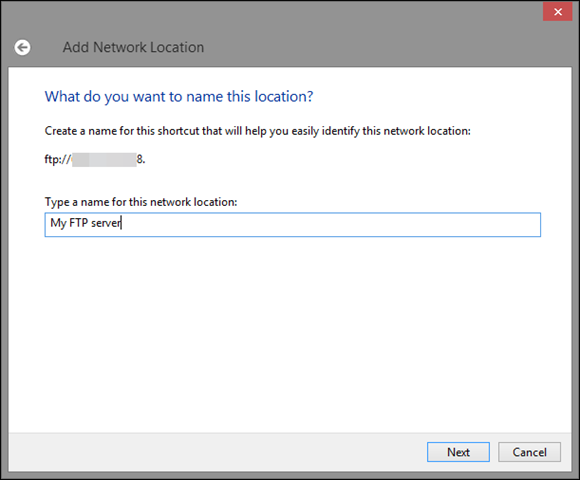 Add Network Location
What do you want to name this location?
Create a name for this shortcut that will help you easily identify this network location:
ftp:// 8.
Type a name for this network location:
My FTP server
Next Cancel